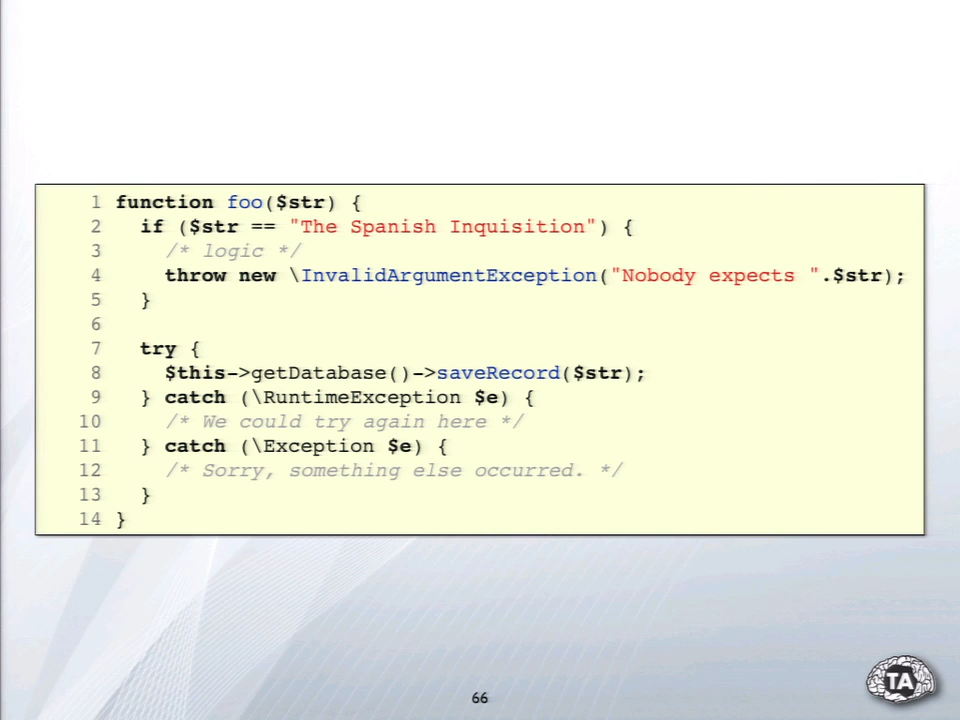 1 function foo($str) {
2   if ($str == "The Spanish Inquisition") {
3     /* logic */
4     throw new \InvalidArgumentException("Nobody expects ".$str);
5   }
6
7   try {
8     $this->getDatabase()->saveRecord($str);
9   } catch (\RuntimeException $e) {
10     /* We could try again here */
11   } catch (\Exception $e) {
12     /* Sorry, something else occurred. */
13   }
14 }
TA
66